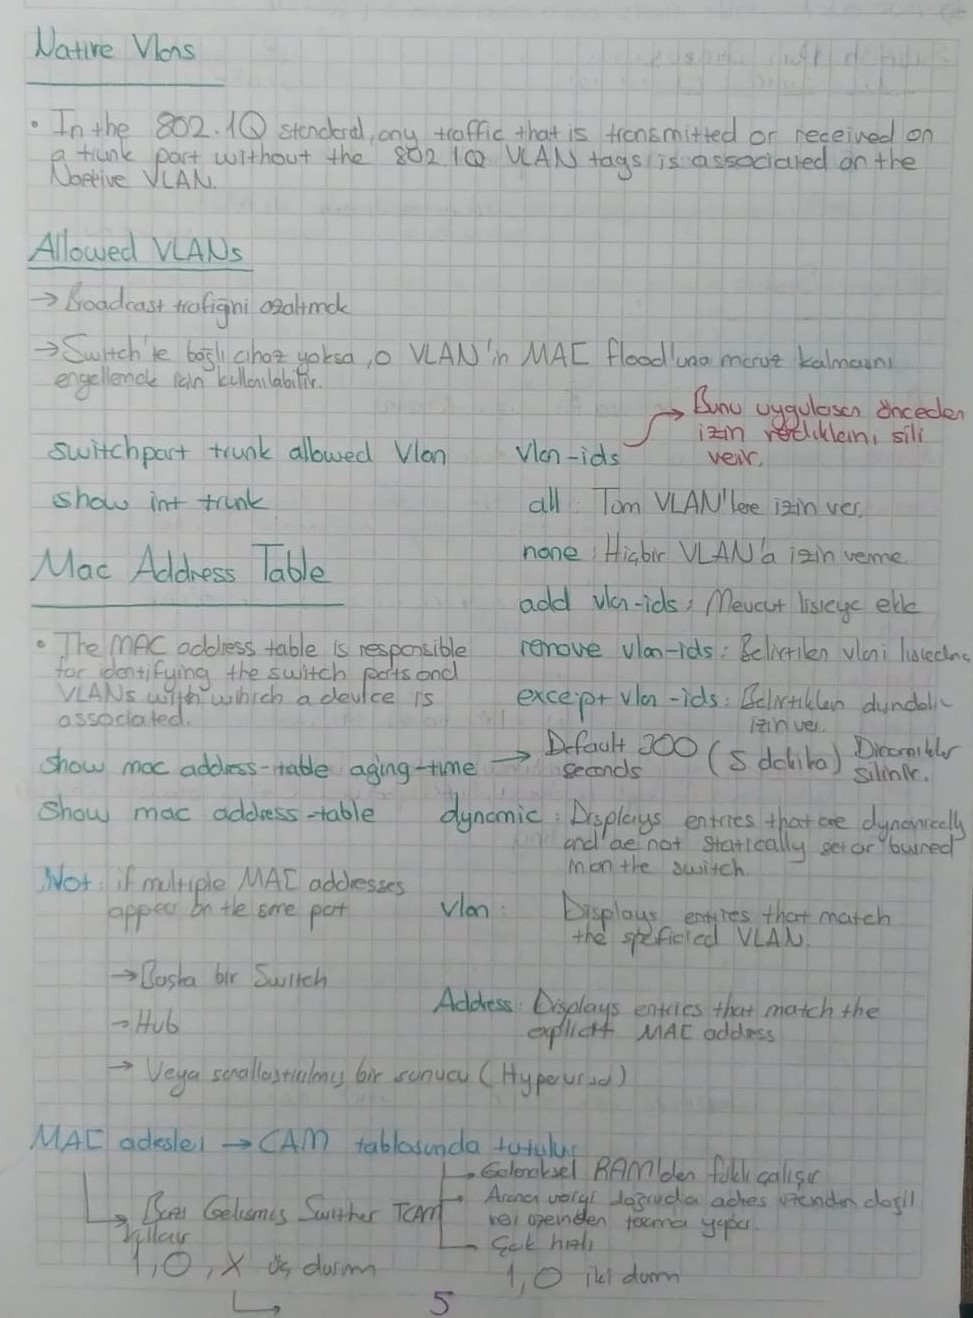 Native Vlans
• In the 802.1Q standard, any traffic that is transmitted or received on
a trunk port without the 802.1Q VLAN tags is associated on the
Native VLAN.
Allowed VLANs
→ Broadcast trafiğini azaltmak
→ Switch'le bağlı cihaz yoksa, o VLAN'in MAC flood'una maruz kalmasını
engellemek için kullanılabilir.
→ Bunu uygularsan önceden
izin verdiklerini sili
verir.
switchport trunk allowed Vlan vlan-ids
show int trunk
all : Tüm VLAN'lere izin ver.
none : Hiçbir VLAN'a izin verme.
add vlan-ids : Mevcut listeye ekle
remove vlan-ids : Belirtilen vlani listeden
except vlan-ids : Belirtiklen
izin ver.
Mac Address Table
• The MAC address table is responsible
for identifying the switch ports and
VLANs with which a device is
associated.
show mac address-table aging-time → Default 300 (5 dakika) Dinamikler
seconds silinir.
show mac address-table
dynamic : Displays entries that are dynamically
and are not statically set or burned
in on the switch.
Vlan : Displays entires that match
the speficied VLAN.
Address : Displays entries that match the
explicit MAC address
Not : if multiple MAC addresses
appear on the same port
→ Başka bir Switch
→ Hub
→ Veya sanallaştırılmış bir sunucu (
MAC adresleri → CAM tablosunda tutulur
→ Geleneksel RAM'den farklı çalışır
→ Arama adres üzerinden değil
veri üzerinden tarama yapar.
Çok hızlı
1,0 iki durum
→ Bazı Gelişmiş Switchler TCAM
kullanır
1,0,X üç durum
5